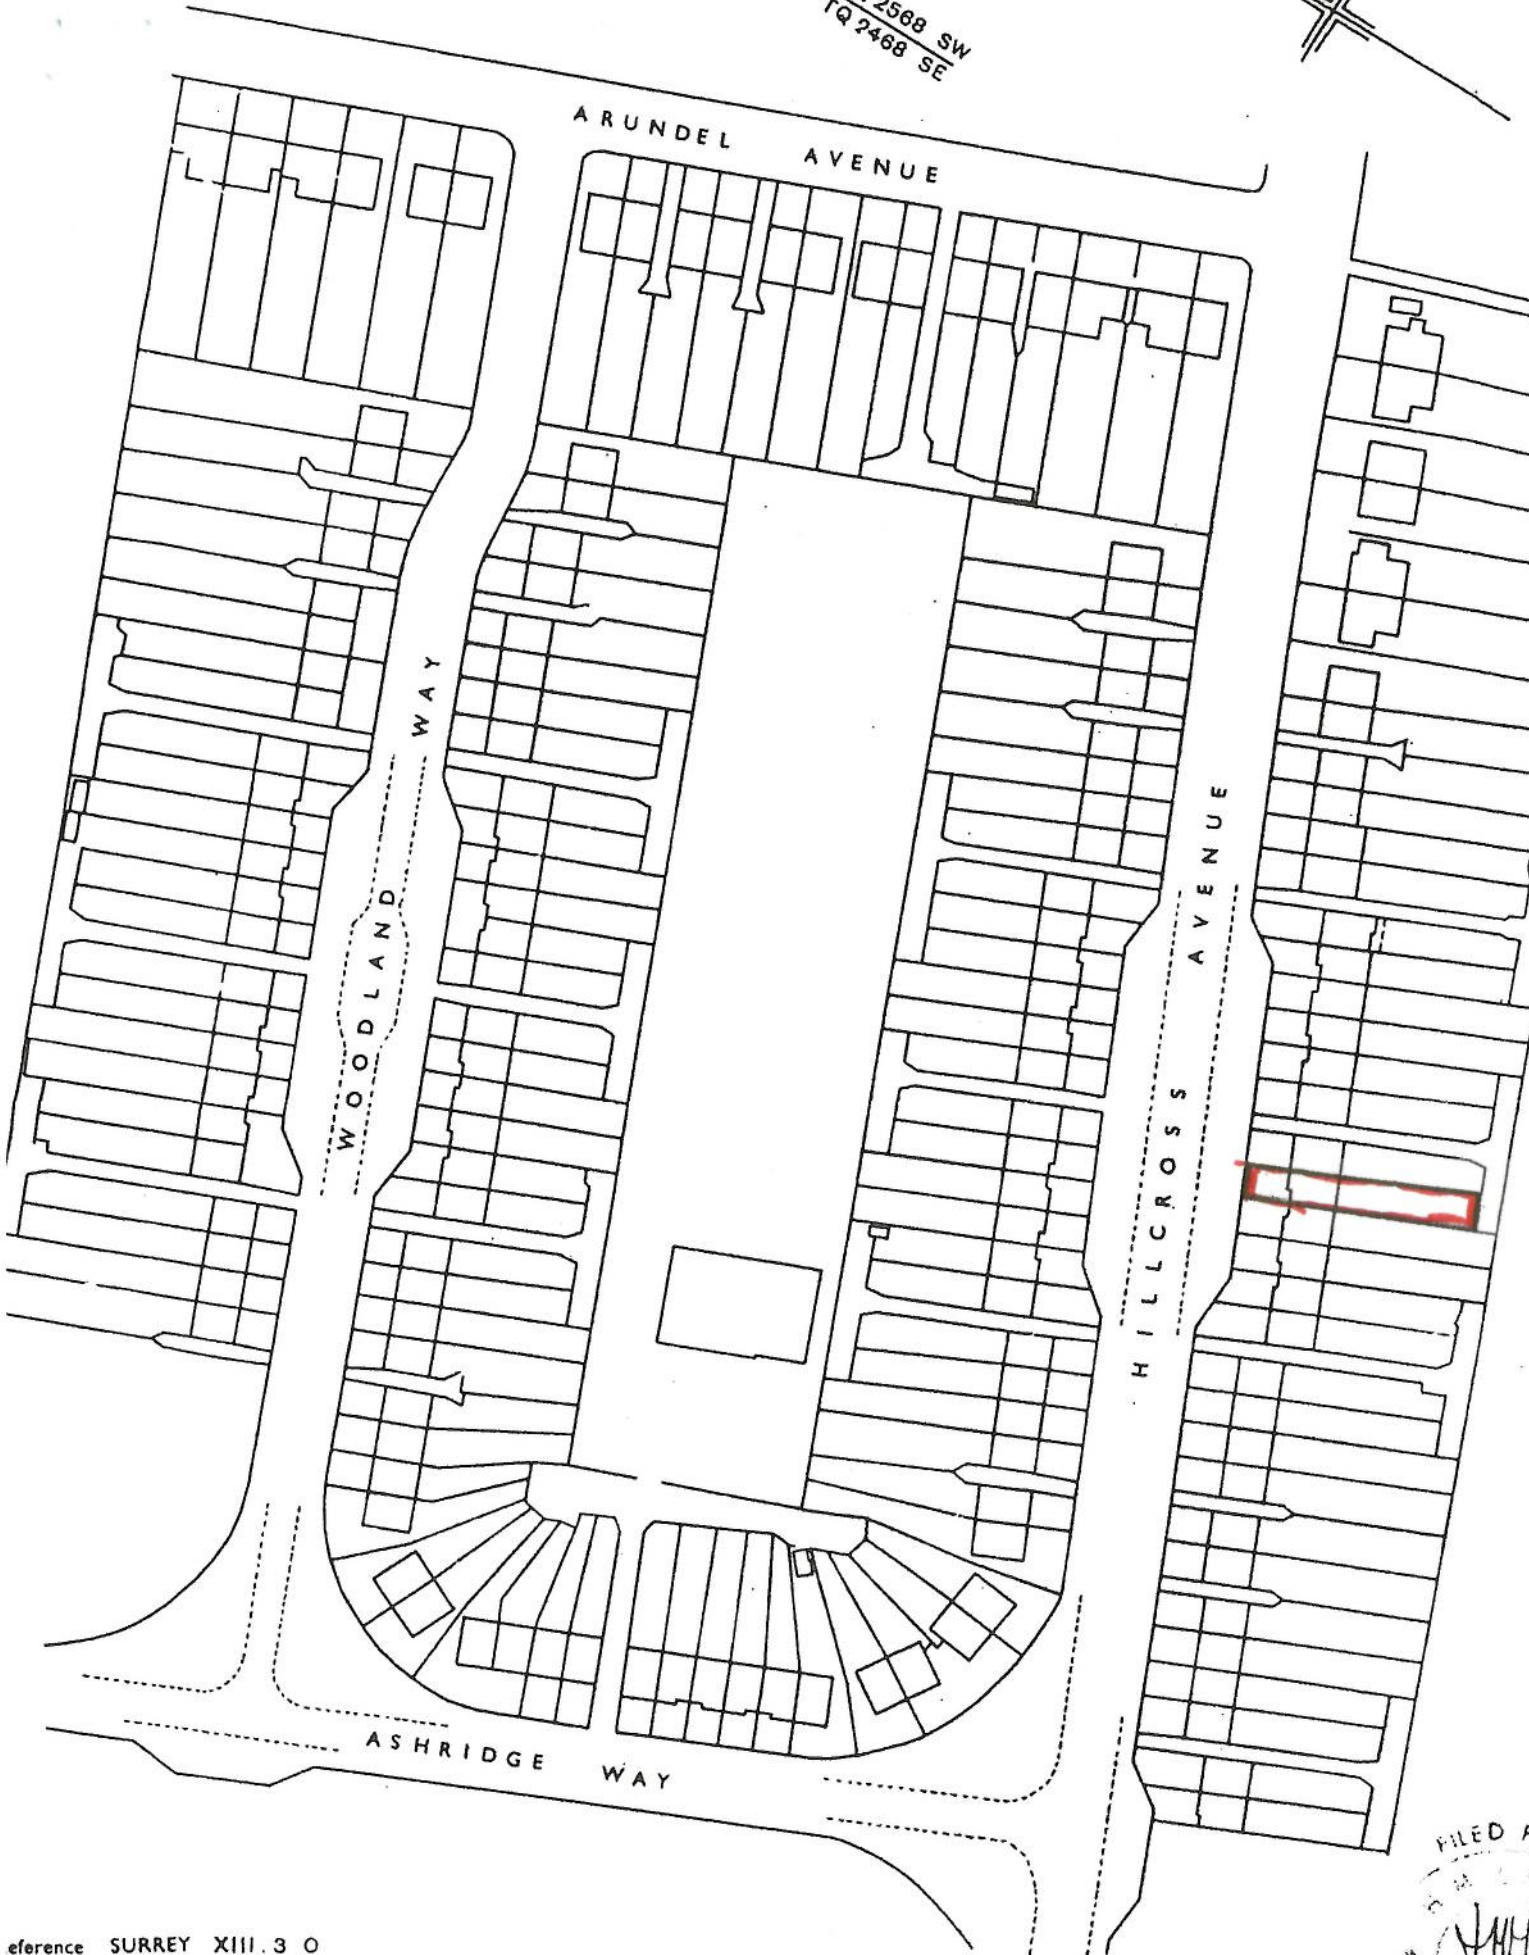 2568 SW
TQ 2468 SE
ARUNDEL AVENUE
WOODLAND WAY
HILLCROSS AVENUE
ASHRIDGE WAY
FILED
eference SURREY XIII. 3 O